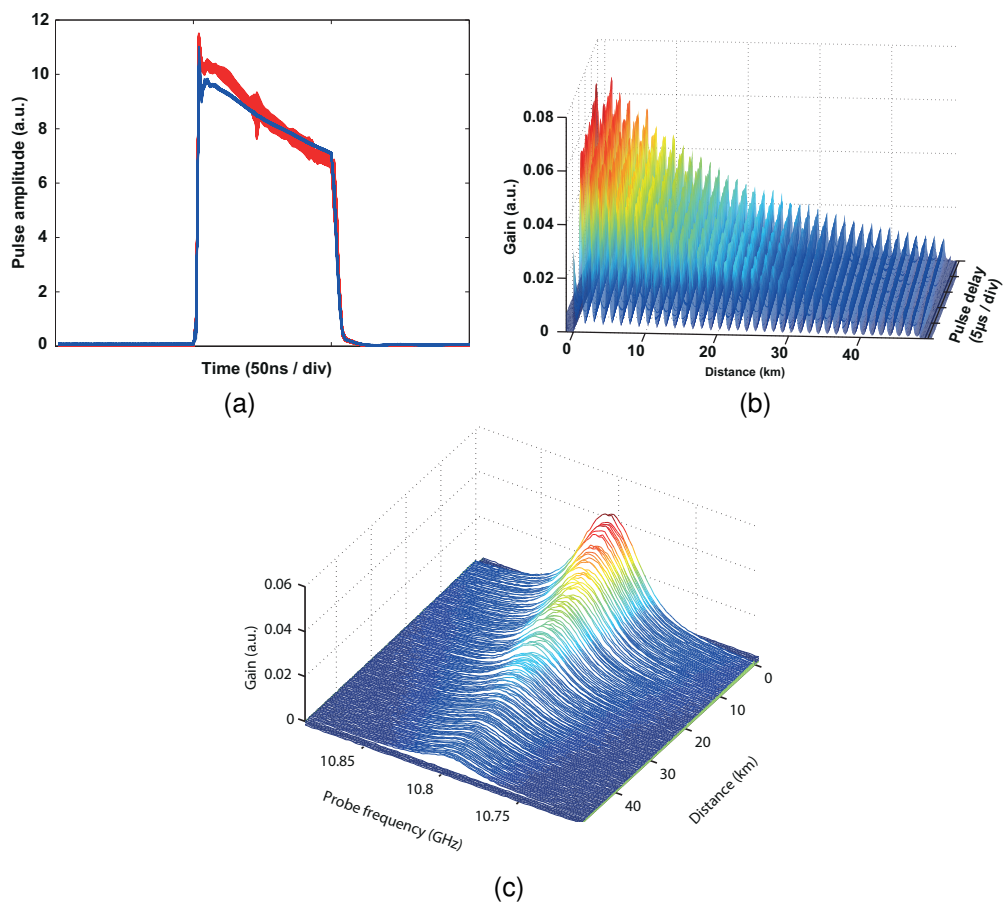 12
10
8
6
4
2
0
Pulse amplitude (a.u.)
Time (50ns / div)
(a)
0.08
0.06
0.04
0.02
0
Gain (a.u.)
0
10
20
30
40
Distance (km)
Pulse delay
(5μs / div)
(b)
0.06
0.04
0.02
0
Gain (a.u.)
10.85
10.8
10.75
Probe frequency (GHz)
0
10
20
30
40
Distance (km)
(c)